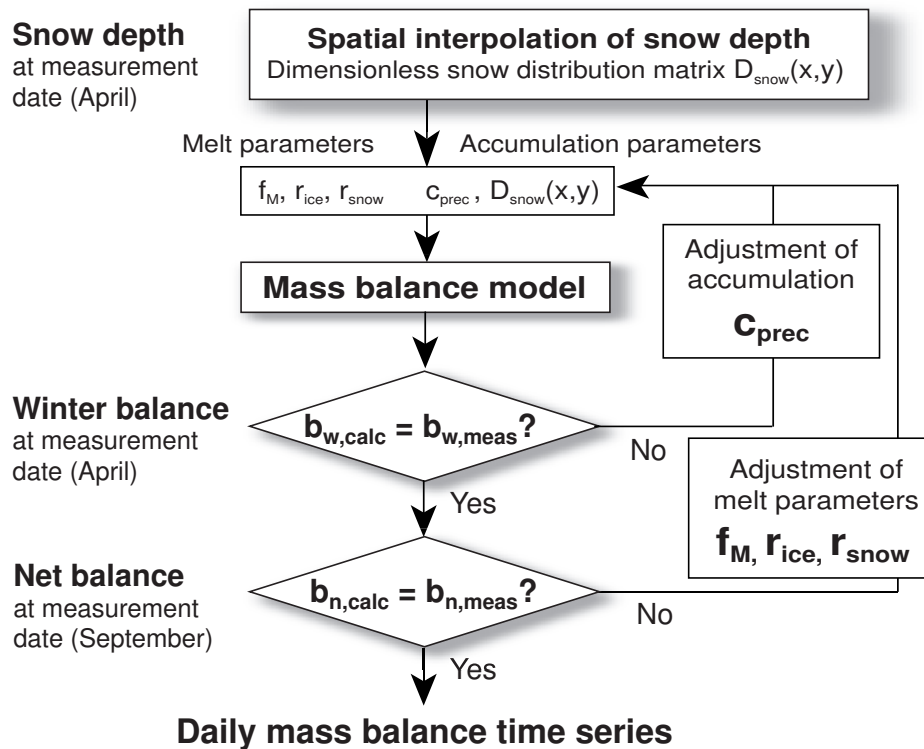 Snow depth
at measurement
date (April)
Spatial interpolation of snow depth
Dimensionless snow distribution matrix D_snow(x,y)
Melt parameters
Accumulation parameters
f_M, r_ice, r_snow c_prec, D_snow(x,y)
Adjustment of
accumulation
c_prec
Mass balance model
Winter balance
at measurement
date (April)
b_w,calc = b_w,meas?
No
Yes
Adjustment of
melt parameters
f_M, r_ice, r_snow
Net balance
at measurement
date (September)
b_n,calc = b_n,meas?
No
Yes
Daily mass balance time series